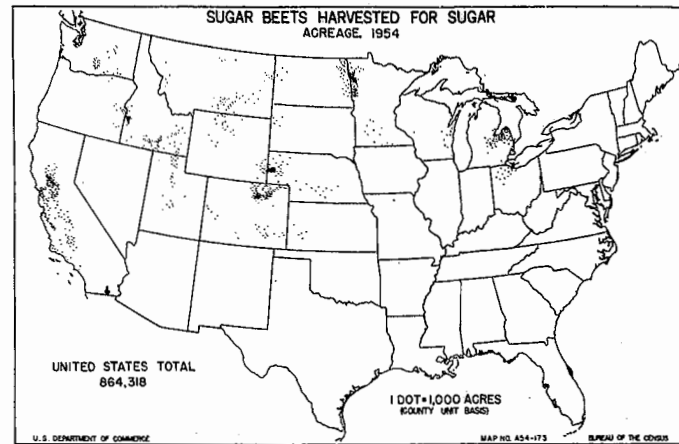 SUGAR BEETS HARVESTED FOR SUGAR
ACREAGE, 1954
UNITED STATES TOTAL
864,318
1 DOT=1,000 ACRES
(COUNTY UNIT BASIS)
U.S. DEPARTMENT OF COMMERCE
MAP NO. A54-173
BUREAU OF THE CENSUS